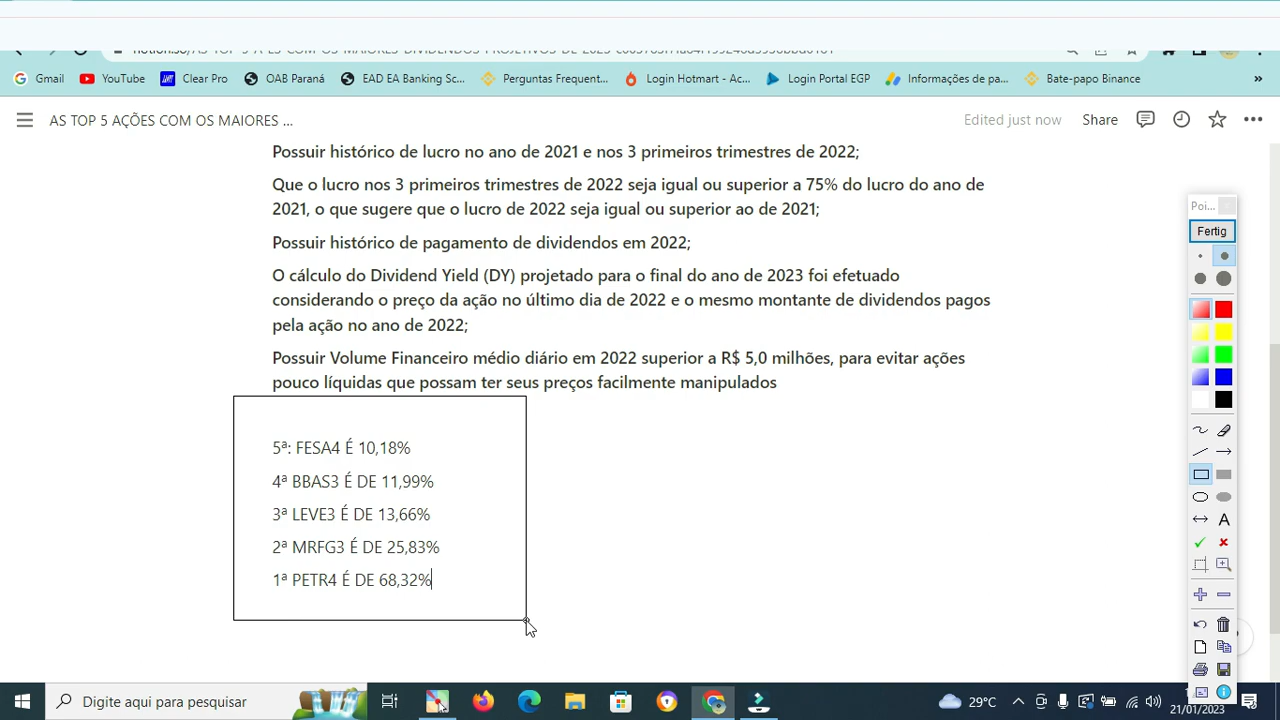 Gmail YouTube Clear Pro OAB Paraná EAD EA Banking Sc... Perguntas Frequent... Login Hotmart - Ac... Login Portal EGP Informações de pa... Bate-papo Binance »
AS TOP 5 AÇÕES COM OS MAIORES ... Edited just now Share
Possuir histórico de lucro no ano de 2021 e nos 3 primeiros trimestres de 2022;
Que o lucro nos 3 primeiros trimestres de 2022 seja igual ou superior a 75% do lucro do ano de
2021, o que sugere que o lucro de 2022 seja igual ou superior ao de 2021;
Possuir histórico de pagamento de dividendos em 2022;
O cálculo do Dividend Yield (DY) projetado para o final do ano de 2023 foi efetuado
considerando o preço da ação no último dia de 2022 e o mesmo montante de dividendos pagos
pela ação no ano de 2022;
Possuir Volume Financeiro médio diário em 2022 superior a R$ 5,0 milhões, para evitar ações
pouco líquidas que possam ter seus preços facilmente manipulados
5ª: FESA4 É 10,18%
4ª BBAS3 É DE 11,99%
3ª LEVE3 É DE 13,66%
2ª MRFG3 É DE 25,83%
1ª PETR4 É DE 68,32%
Poi...
Fertig
A
Digite aqui para pesquisar
29°C
21/01/2023